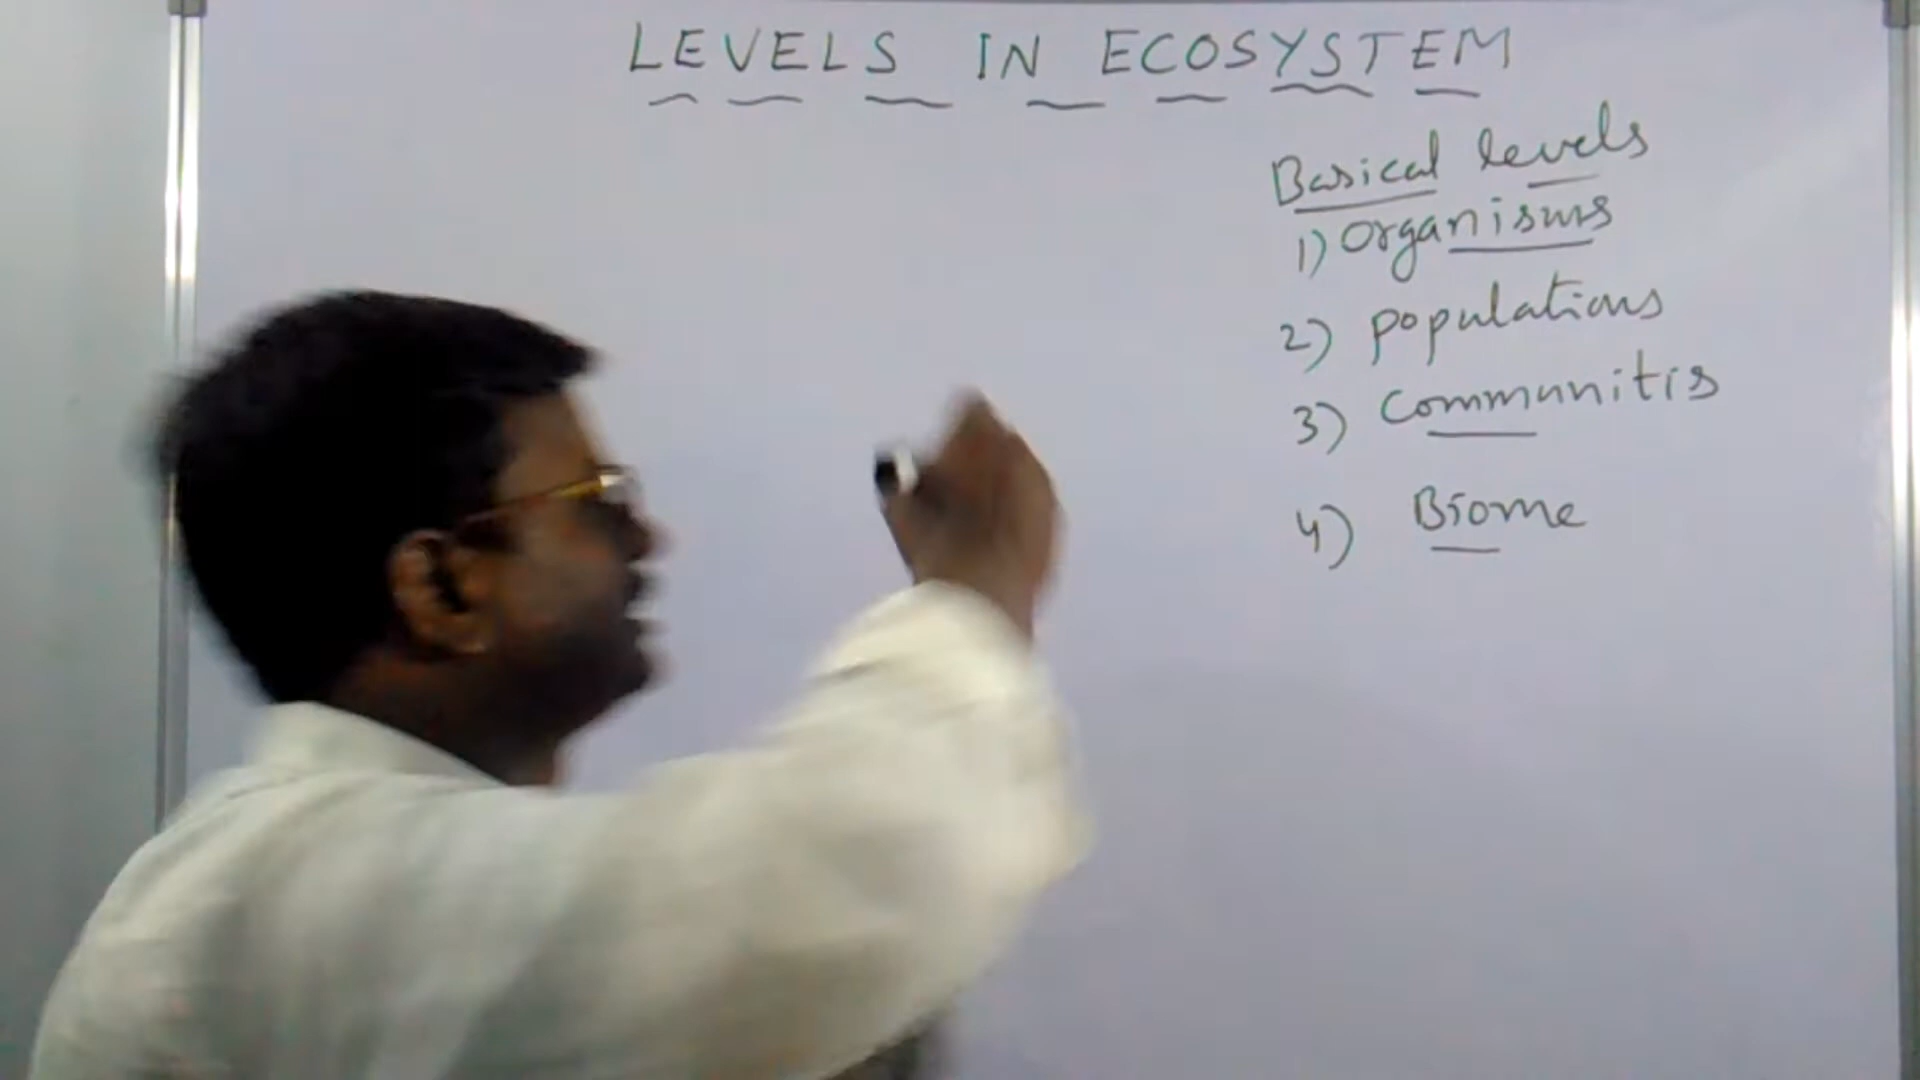 LEVELS IN ECOSYSTEM
Basical levels
1) Organisms
2) Populations
3) Communitis
4) Biome